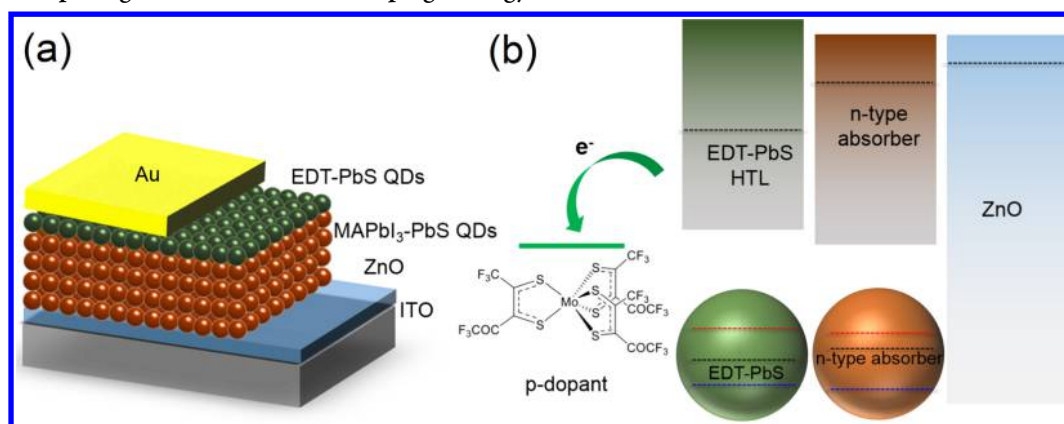 (a)
Au
EDT-PbS QDs
MAPbI₃-PbS QDs
ZnO
ITO
(b)
e⁻
EDT-PbS
HTL
n-type
absorber
ZnO
F₃C
CF₃COC
S
S
Mo
S
S
S
S
CF₃
CF₃
COCF₃
COCF₃
p-dopant
EDT-PbS
n-type absorber